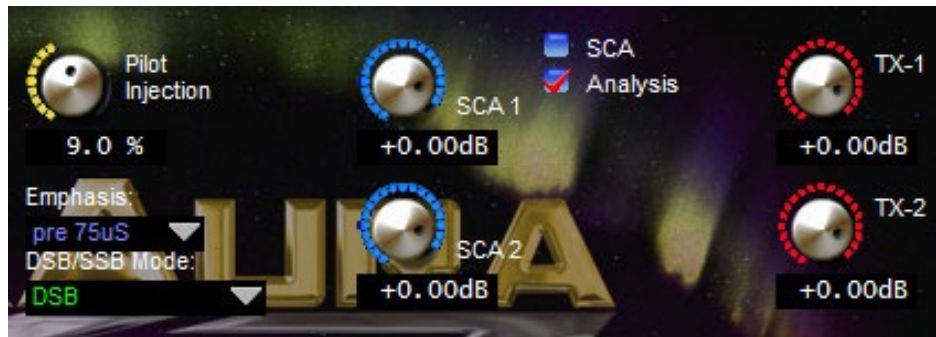 Pilot
Injection
9.0 %
SCA 1
+0.00dB
SCA
Analysis
TX-1
+0.00dB
Emphasis:
pre 75uS
DSB/SSB Mode:
DSB
SCA 2
+0.00dB
TX-2
+0.00dB
AURA